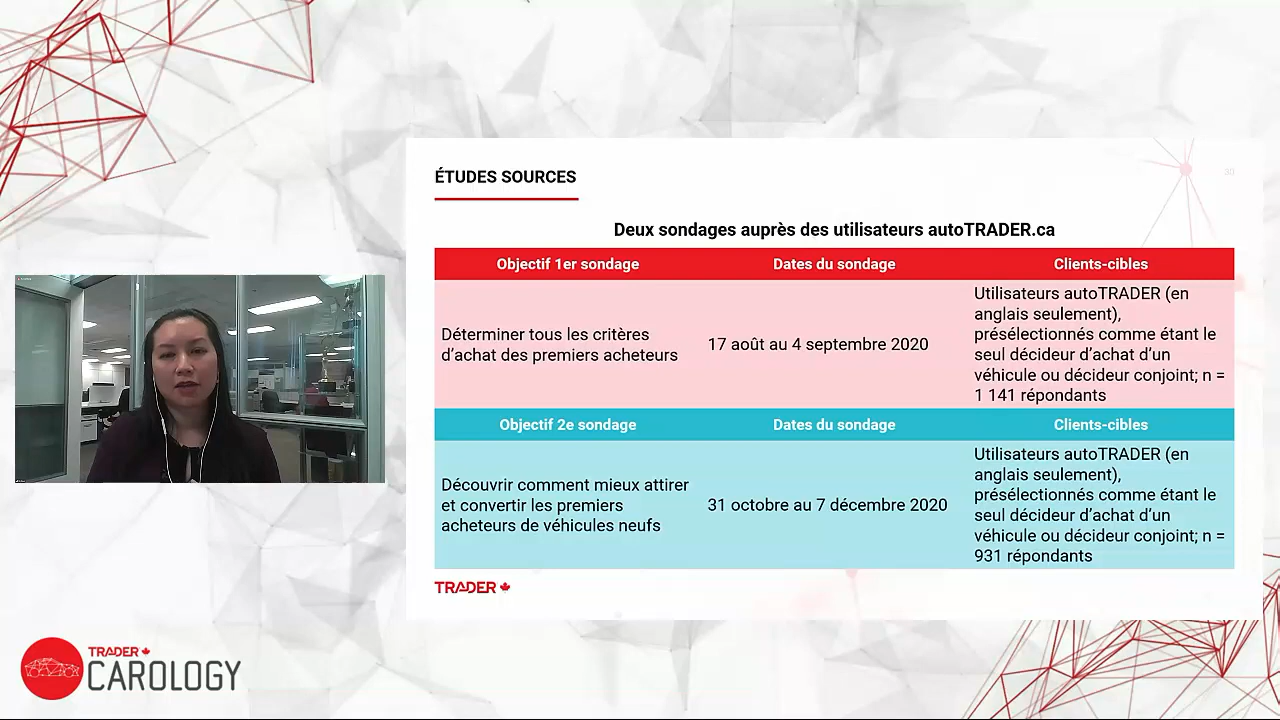 ÉTUDES SOURCES
30
Deux sondages auprès des utilisateurs autoTRADER.ca
Objectif 1er sondage
Dates du sondage
Clients-cibles
Déterminer tous les critères
d’achat des premiers acheteurs
17 août au 4 septembre 2020
Utilisateurs autoTRADER (en
anglais seulement),
présélectionnés comme étant le
seul décideur d’achat d’un
véhicule ou décideur conjoint; n =
1 141 répondants
Objectif 2e sondage
Dates du sondage
Clients-cibles
Découvrir comment mieux attirer
et convertir les premiers
acheteurs de véhicules neufs
31 octobre au 7 décembre 2020
Utilisateurs autoTRADER (en
anglais seulement),
présélectionnés comme étant le
seul décideur d’achat d’un
véhicule ou décideur conjoint; n =
931 répondants
TRADER
TRADER
CAROLOGY